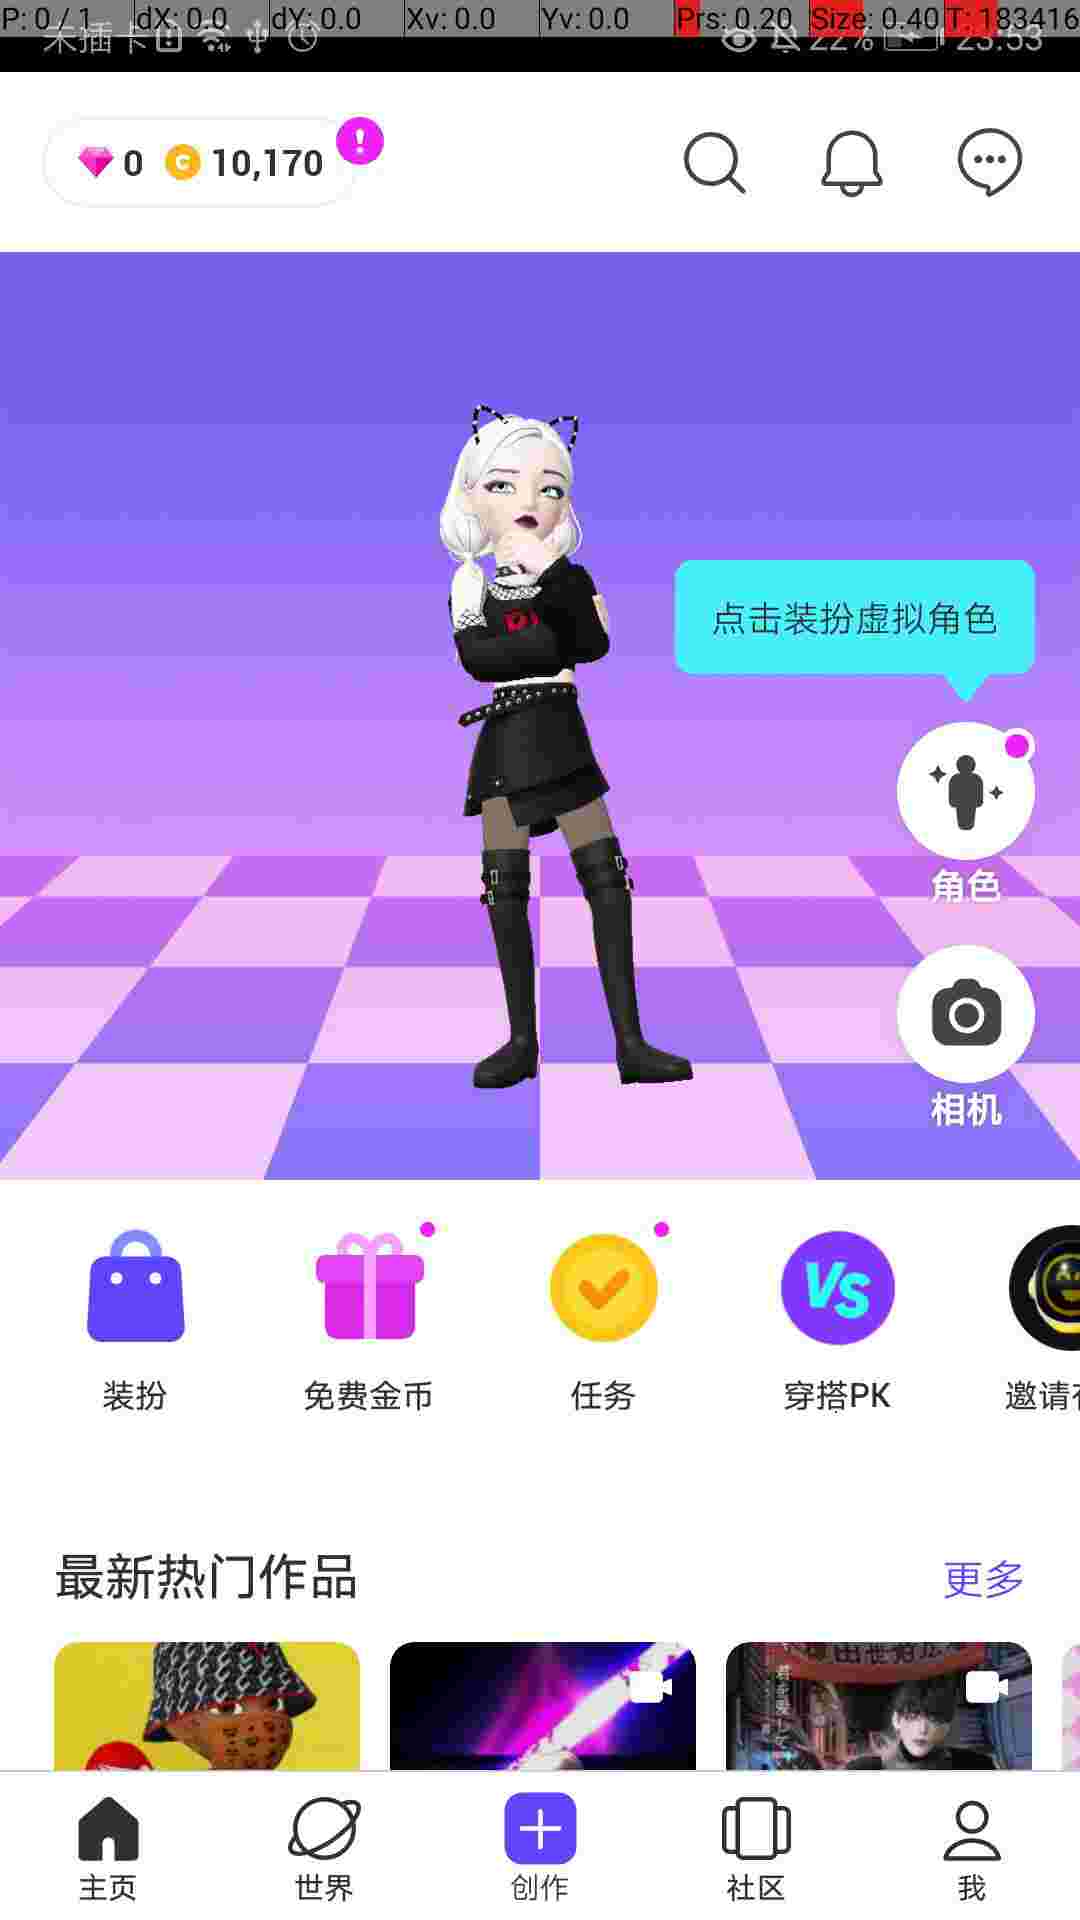 P: 0 / 1 dX: 0.0 dY: 0.0 Xv: 0.0 Yv: 0.0 Prs: 0.20 Size: 0.40 T: 183416
未插卡 22% 23:53
0 10,170
点击装扮虚拟角色
角色
相机
装扮 免费金币 任务 穿搭PK 邀请
最新热门作品 更多
主页 世界 创作 社区 我